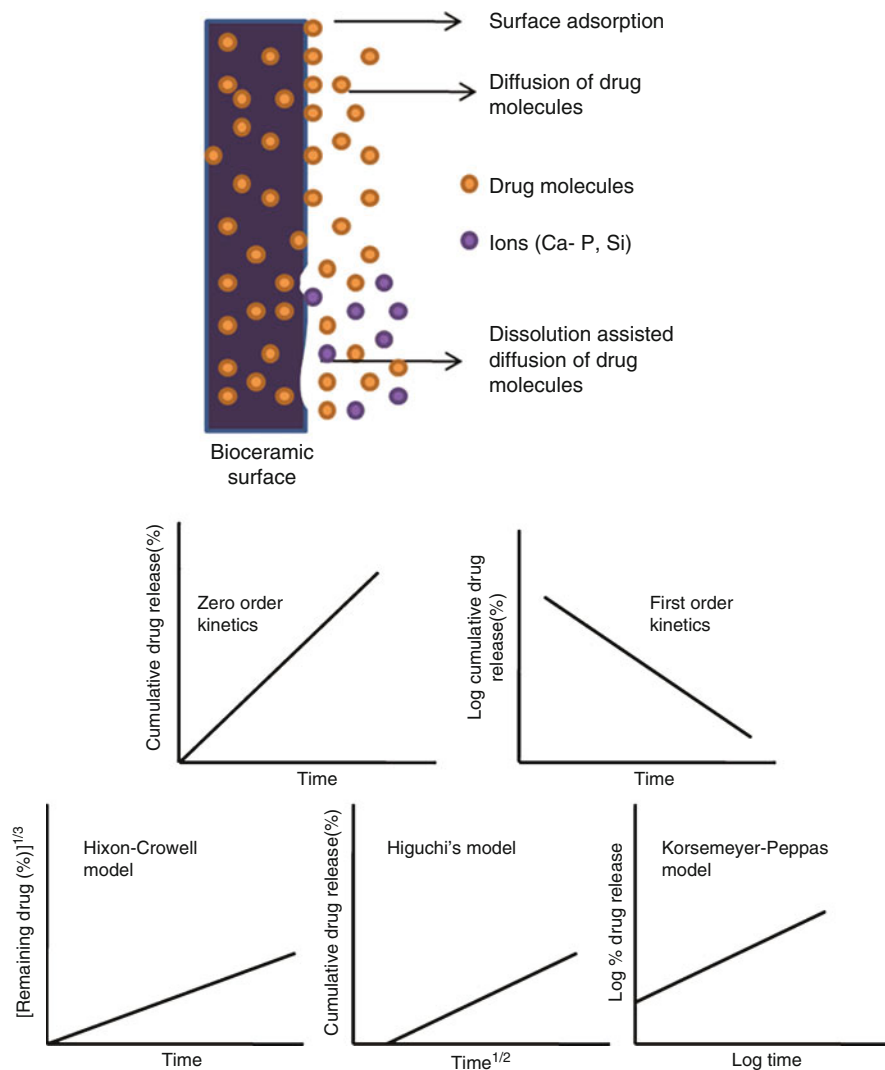 Surface adsorption
Diffusion of drug
molecules
Drug molecules
Ions (Ca- P, Si)
Dissolution assisted
diffusion of drug
molecules
Bioceramic
surface
Cumulative drug release(%)
Zero order
kinetics
Time
Log cumulative drug
release(%)
First order
kinetics
Time
[Remaining drug (%)]^1/3
Hixon-Crowell
model
Time
Cumulative drug release(%)
Higuchi's model
Time^1/2
Log % drug release
Korsemeyer-Peppas
model
Log time